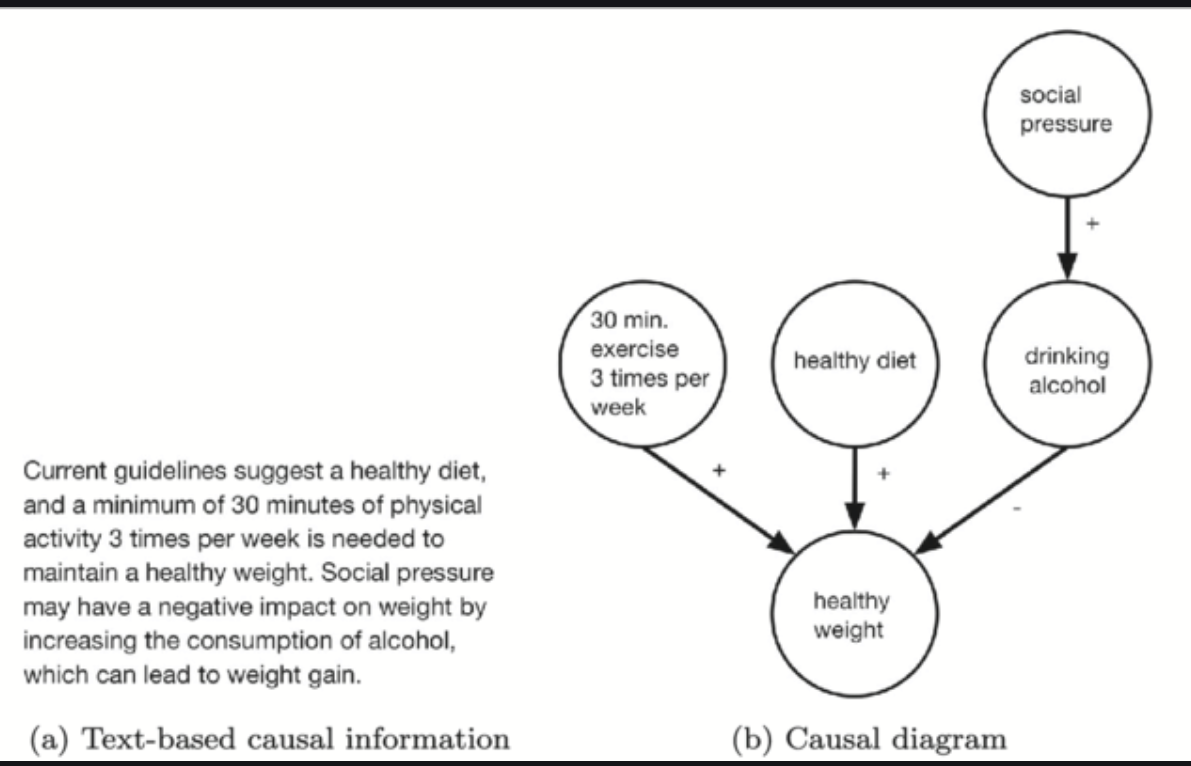 social
pressure
+
30 min.
exercise
3 times per
week
healthy diet
drinking
alcohol
+
+
-
healthy
weight
Current guidelines suggest a healthy diet,
and a minimum of 30 minutes of physical
activity 3 times per week is needed to
maintain a healthy weight. Social pressure
may have a negative impact on weight by
increasing the consumption of alcohol,
which can lead to weight gain.
(a) Text-based causal information
(b) Causal diagram